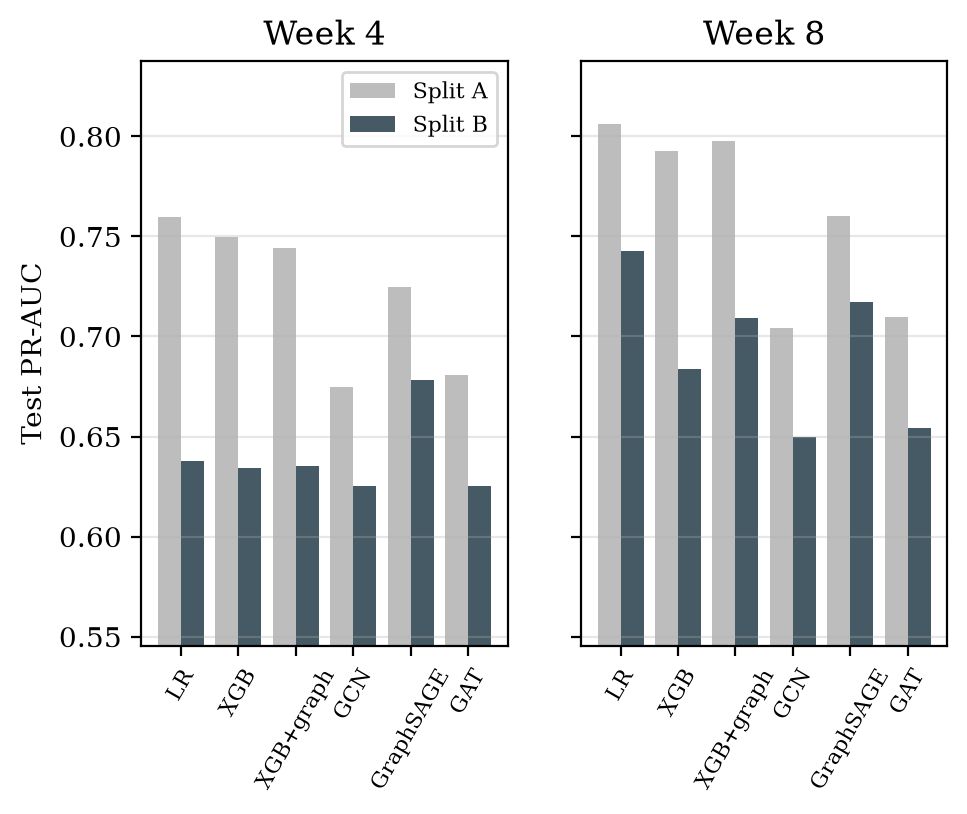 Week 4
Week 8
Split A
Split B
Test PR-AUC
0.80
0.75
0.70
0.65
0.60
0.55
LR
XGB
XGB+graph
GCN
GraphSAGE
GAT
LR
XGB
XGB+graph
GCN
GraphSAGE
GAT